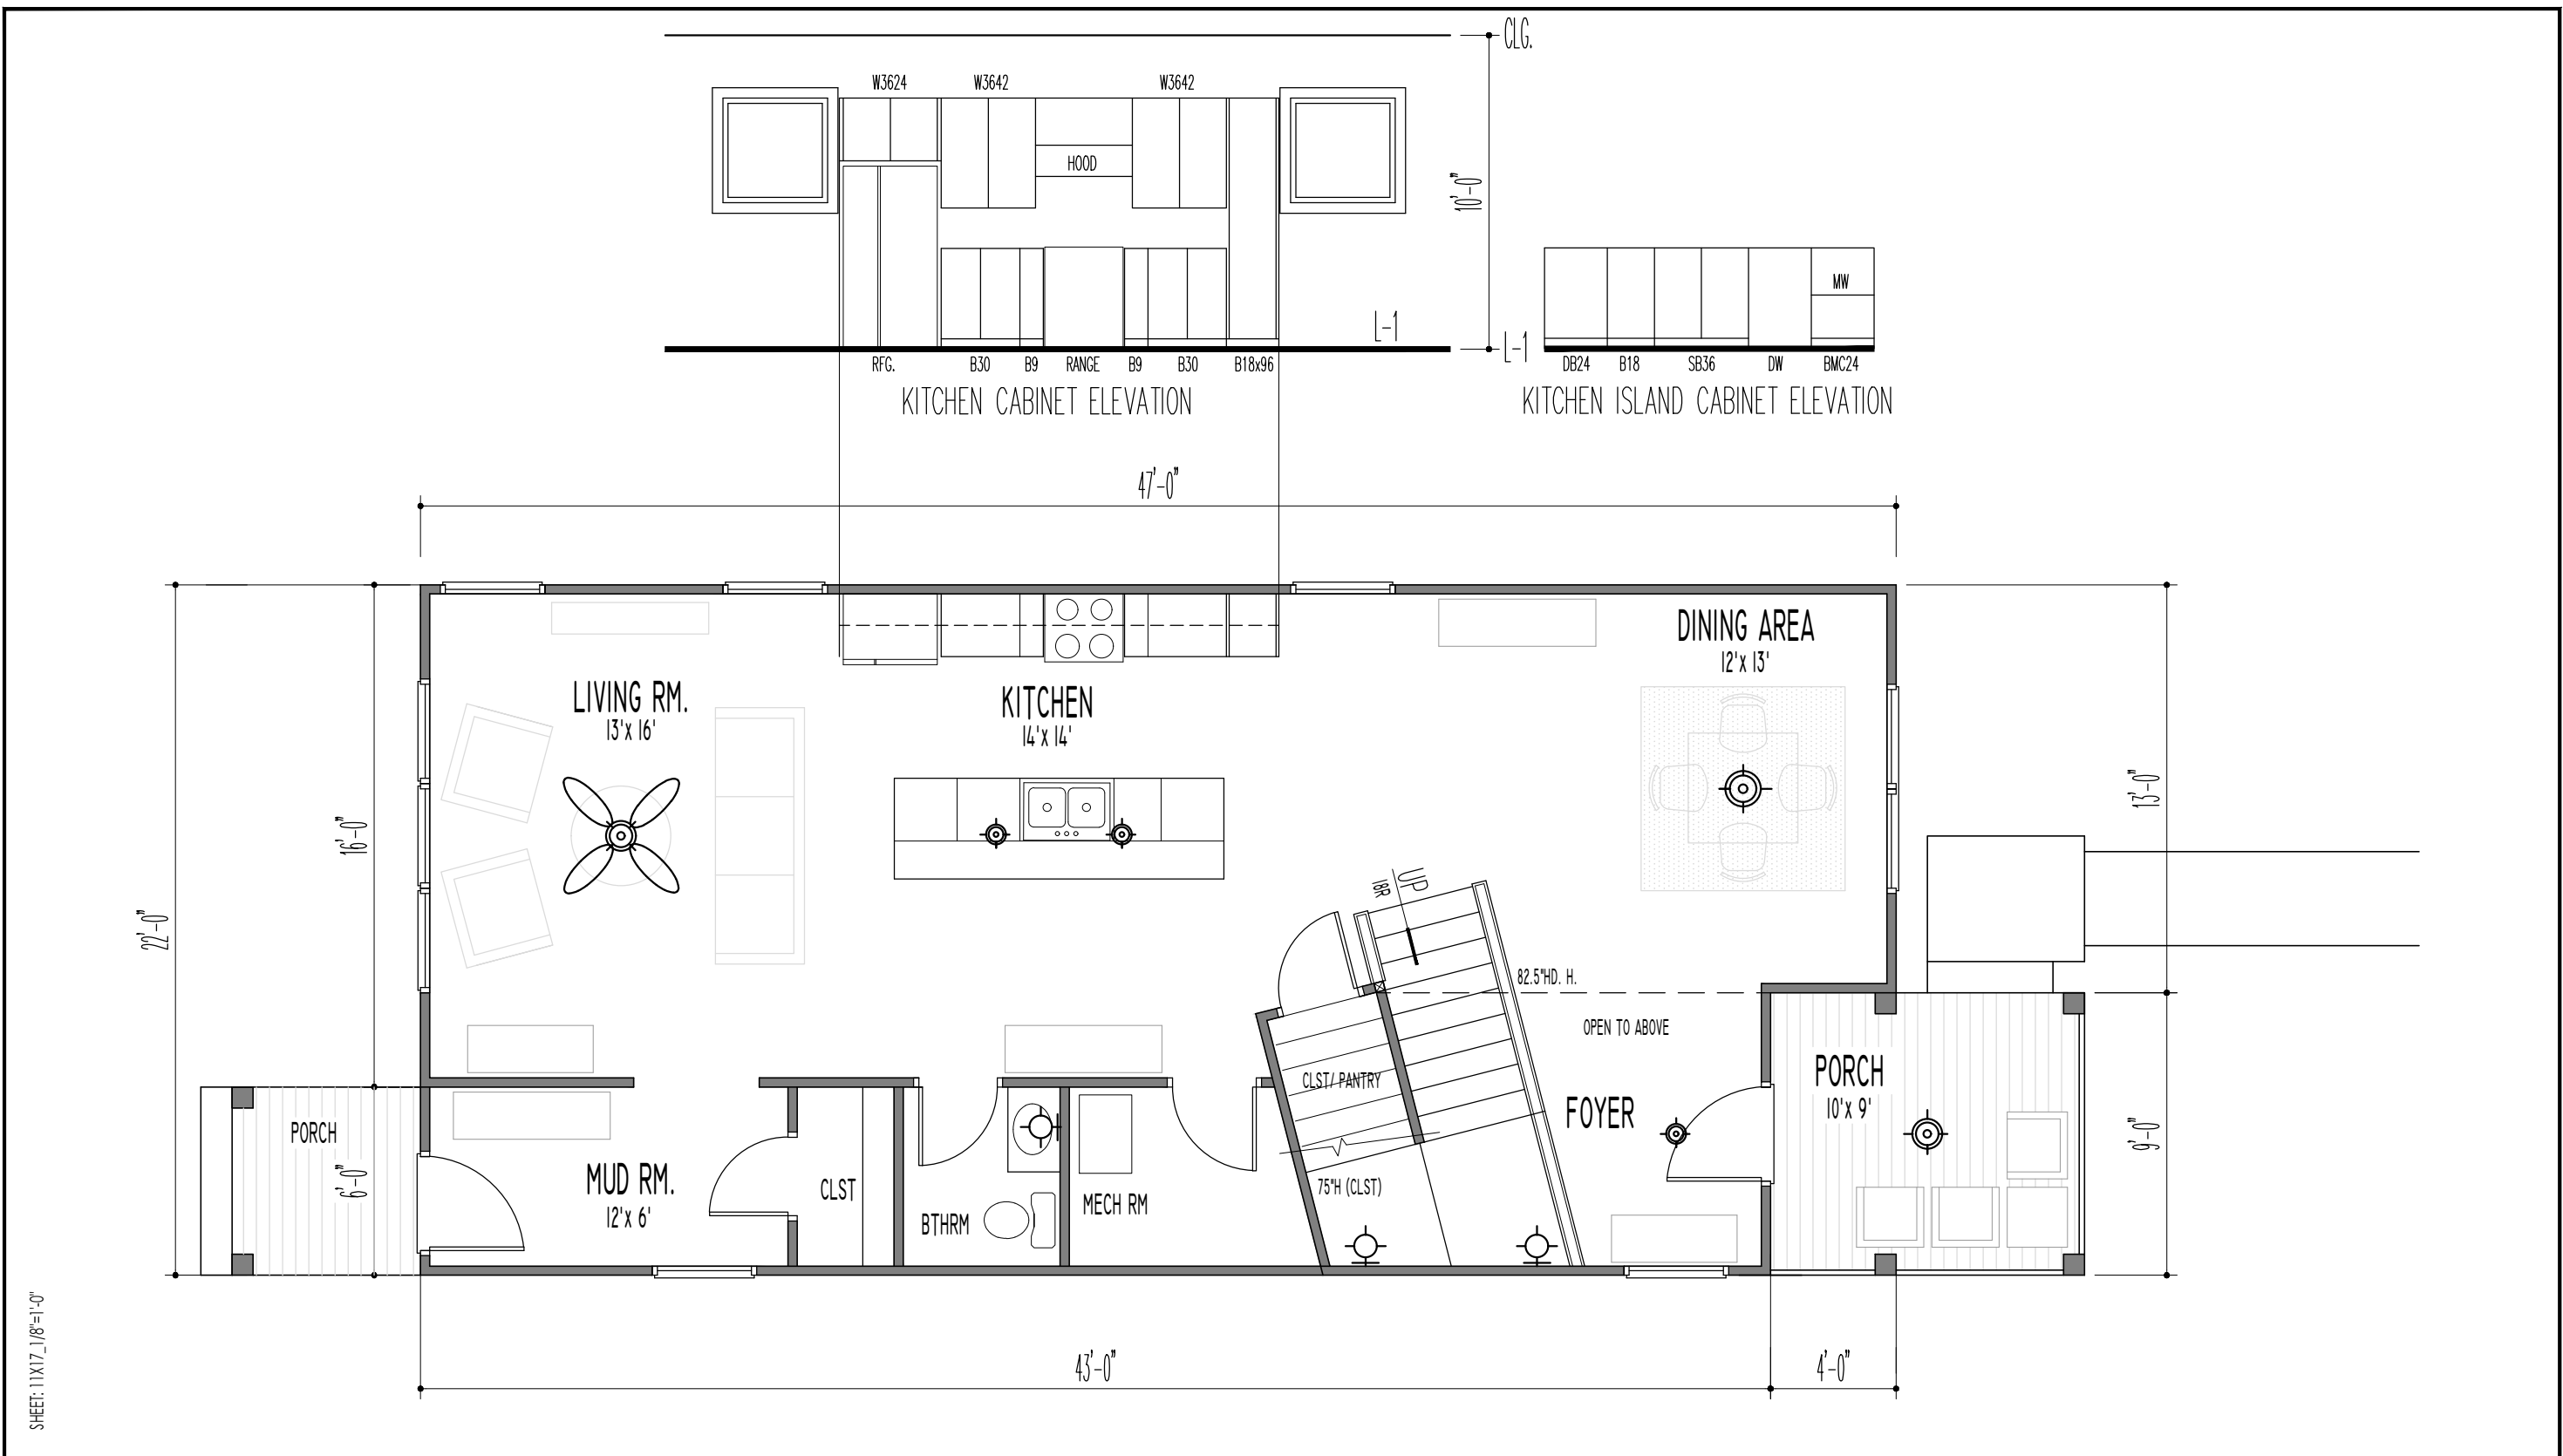 CLG.
W3624
W3642
W3642
HOOD
10'-0"
MW
L-1
L-1
RFG.
B30
B9
RANGE
B9
B30
B18x96
DB24
B18
SB36
DW
BMC24
KITCHEN CABINET ELEVATION
KITCHEN ISLAND CABINET ELEVATION
47'-0"
DINING AREA
12'x 13'
LIVING RM.
13'x 16'
KITCHEN
14'x 14'
13'-0"
16'-0"
22'-0"
UP
18R
82.5"HD. H.
OPEN TO ABOVE
CLST/ PANTRY
PORCH
10'x 9'
FOYER
PORCH
9'-0"
6'-0"
MUD RM.
12'x 6'
CLST
BTHRM
MECH RM
75"H (CLST)
43'-0"
4'-0"
SHEET: 11X17_1/8"=1'-0"